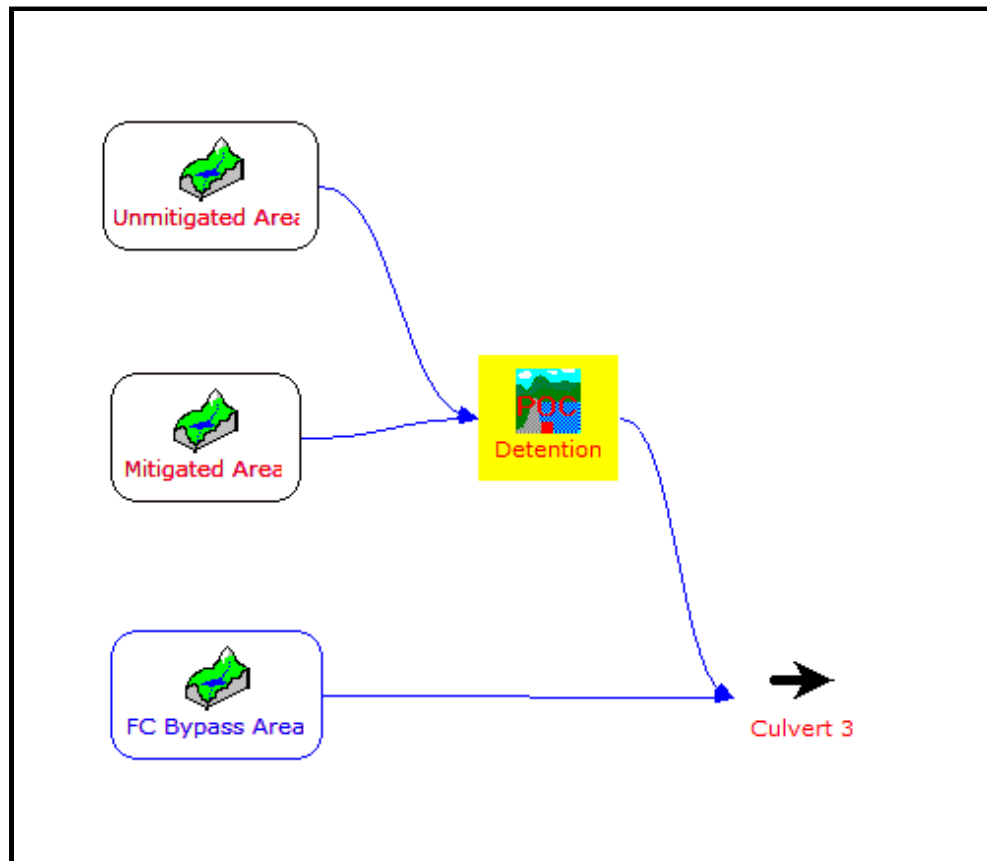 Unmitigated Area
POC
Detention
Mitigated Area
FC Bypass Area
Culvert 3